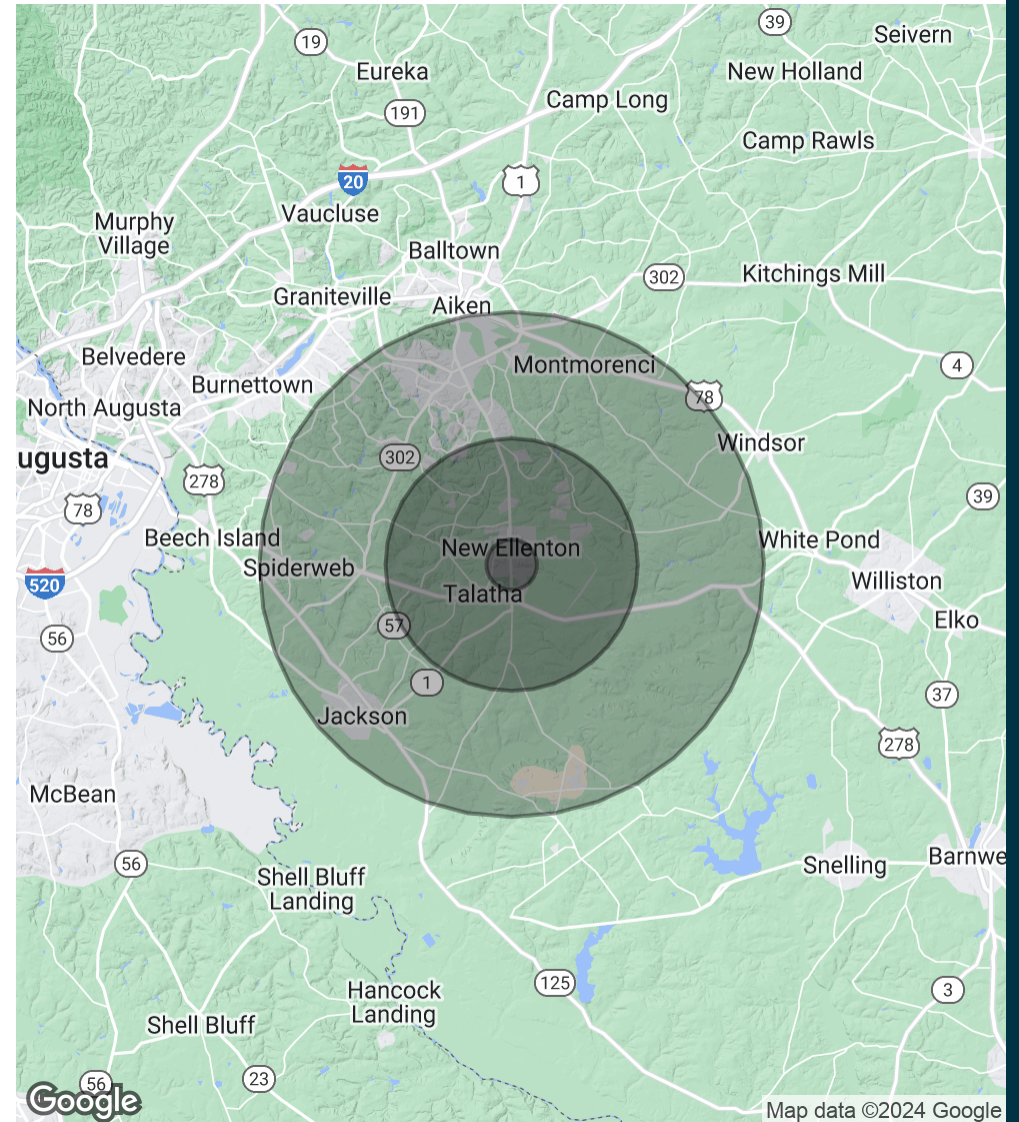 39
Seivern
19
Eureka
New Holland
Camp Long
191
Camp Rawls
20
1
Vaucluse
Murphy
Village
Balltown
302
Kitchings Mill
Graniteville
Aiken
Belvedere
Montmorenci
4
Burnettown
78
North Augusta
Windsor
ugusta
302
278
39
78
Beech Island
White Pond
New Ellenton
Spiderweb
520
Williston
Talatha
Elko
57
56
1
37
Jackson
278
McBean
56
Snelling
Barnwe
Shell Bluff
Landing
125
3
Hancock
Landing
Shell Bluff
23
56
Google
Map data ©2024 Google